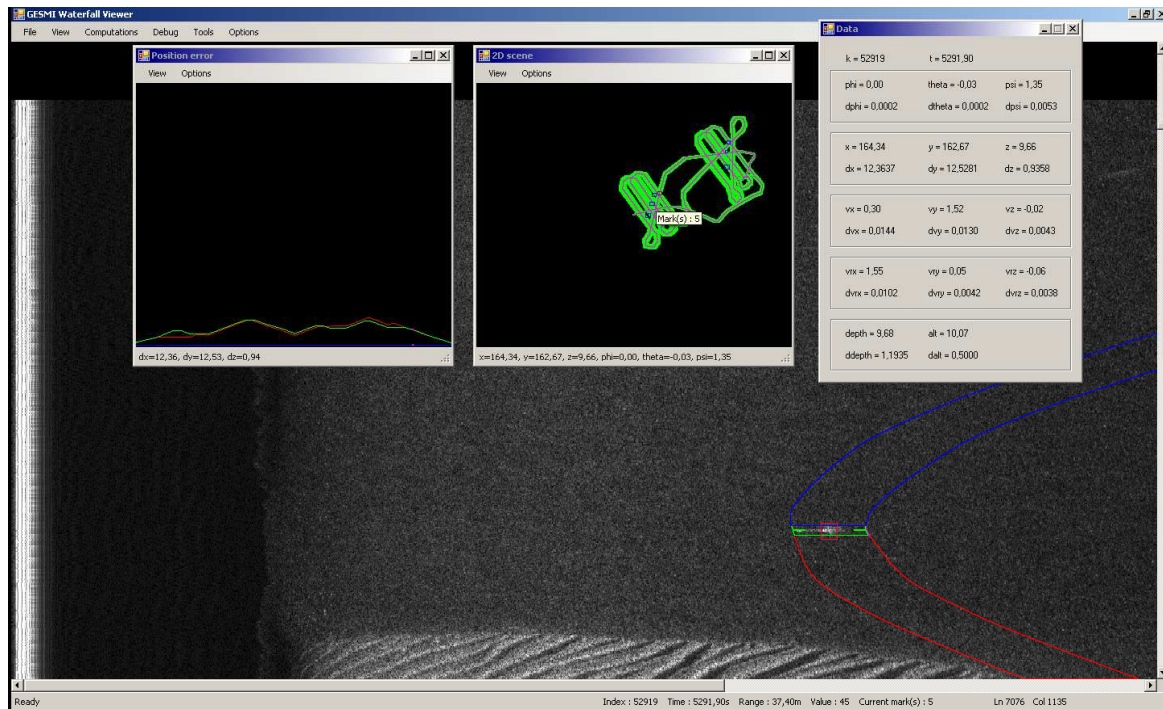 GESMI Waterfall Viewer
File View Computations Debug Tools Options
Position error
View Options
dx=12,36, dy=12,53, dz=0,94
2D scene
View Options
Mark(s) : 5
x=164,34, y=162,67, z=9,66, phi=0,00, theta=-0,03, psi=1,35
Data
k = 52919 t = 5291,90
phi = 0,00 theta = -0,03 psi = 1,35
dphi = 0,0002 dtheta = 0,0002 dpsi = 0,0053
x = 164,34 y = 162,67 z = 9,66
dx = 12,3637 dy = 12,5281 dz = 0,9358
vx = 0,30 vy = 1,52 vz = -0,02
dvx = 0,0144 dvy = 0,0130 dvz = 0,0043
vrx = 1,55 vry = 0,05 vrz = -0,06
dvrx = 0,0102 dvry = 0,0042 dvrz = 0,0038
depth = 9,68 alt = 10,07
ddepth = 1,1935 dalt = 0,5000
Ready Index : 52919 Time : 5291,90s Range : 37,40m Value : 45 Current mark(s) : 5 Ln 7076 Col 1135